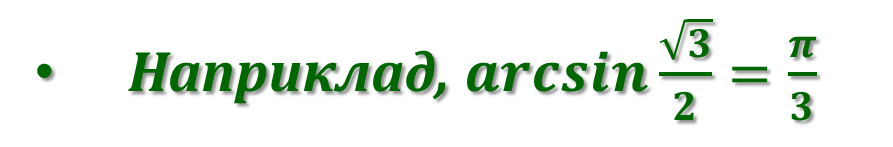 • Наприклад, arcsin √3/2 = π/3